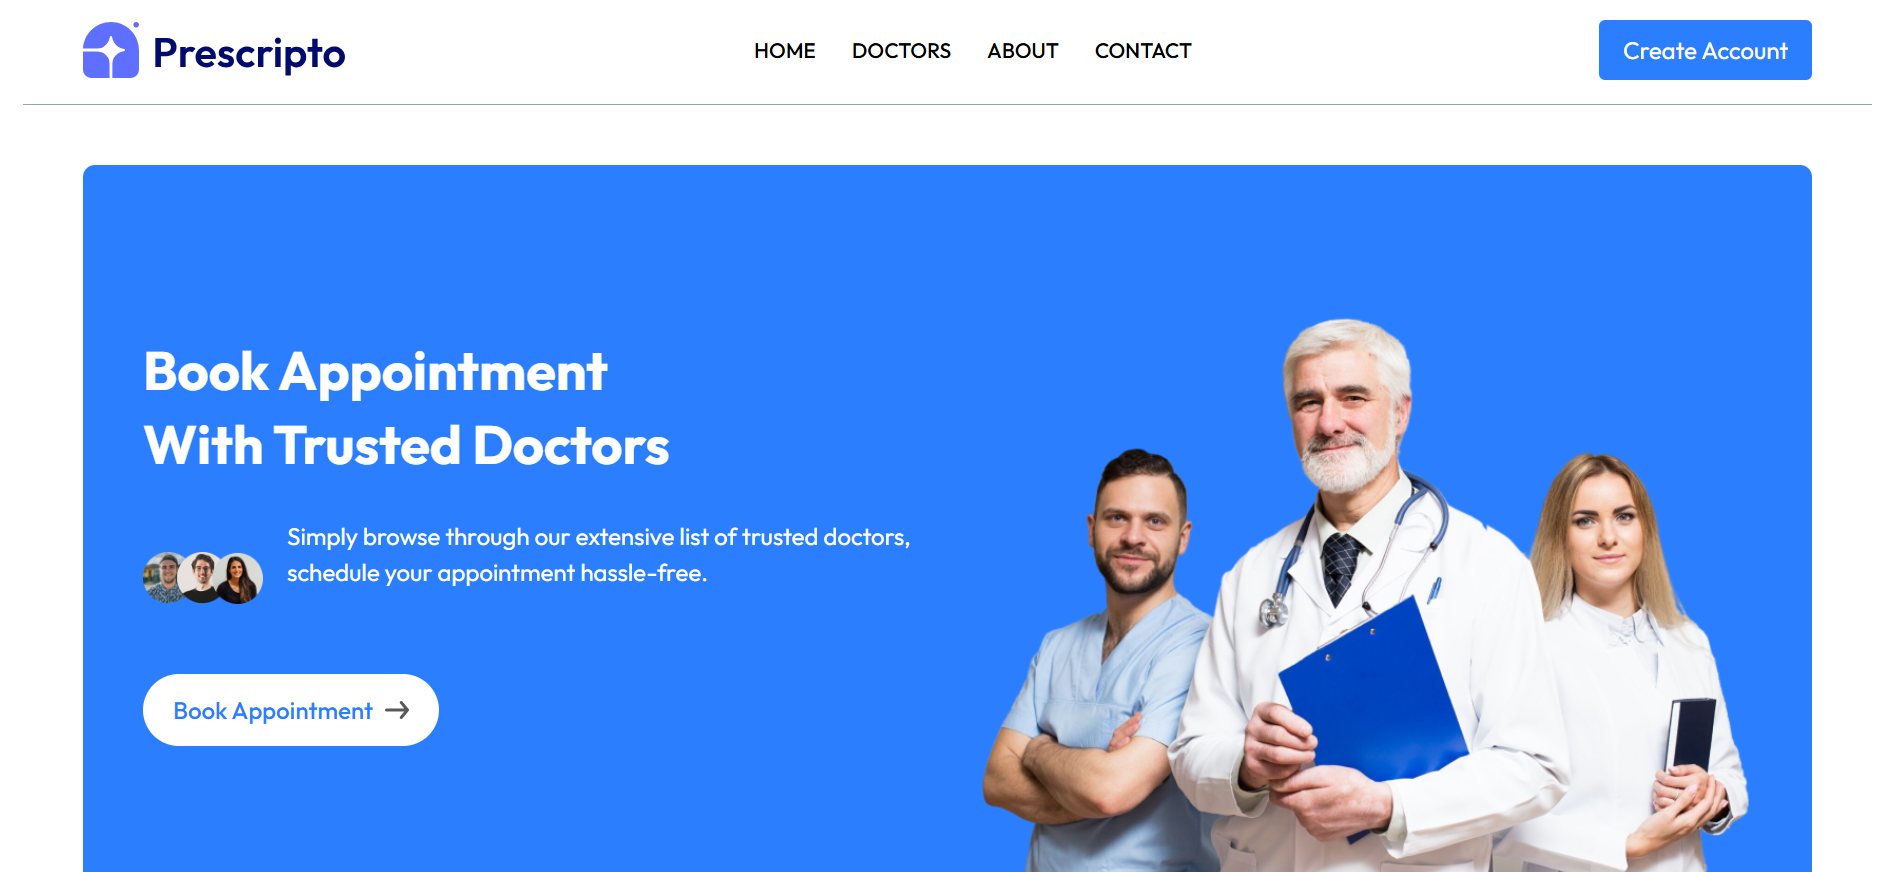 Prescripto
HOME
DOCTORS
ABOUT
CONTACT
Create Account
Book Appointment
With Trusted Doctors
Simply browse through our extensive list of trusted doctors,
schedule your appointment hassle-free.
Book Appointment